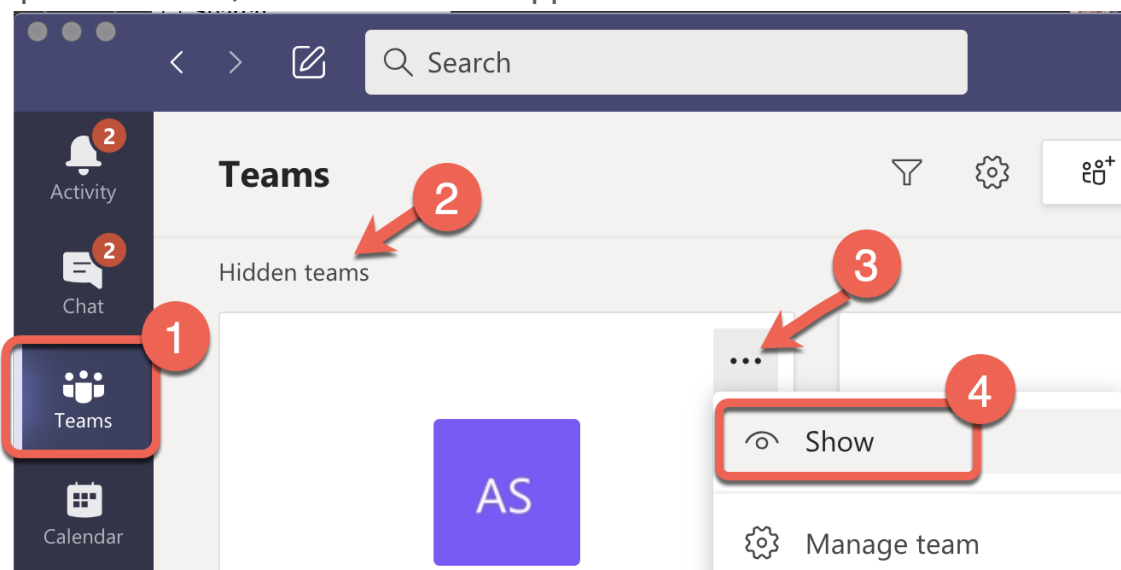 Search
2
Activity
Teams
2
2
Chat
Hidden teams
3
1
...
4
Teams
Show
AS
Calendar
Manage team